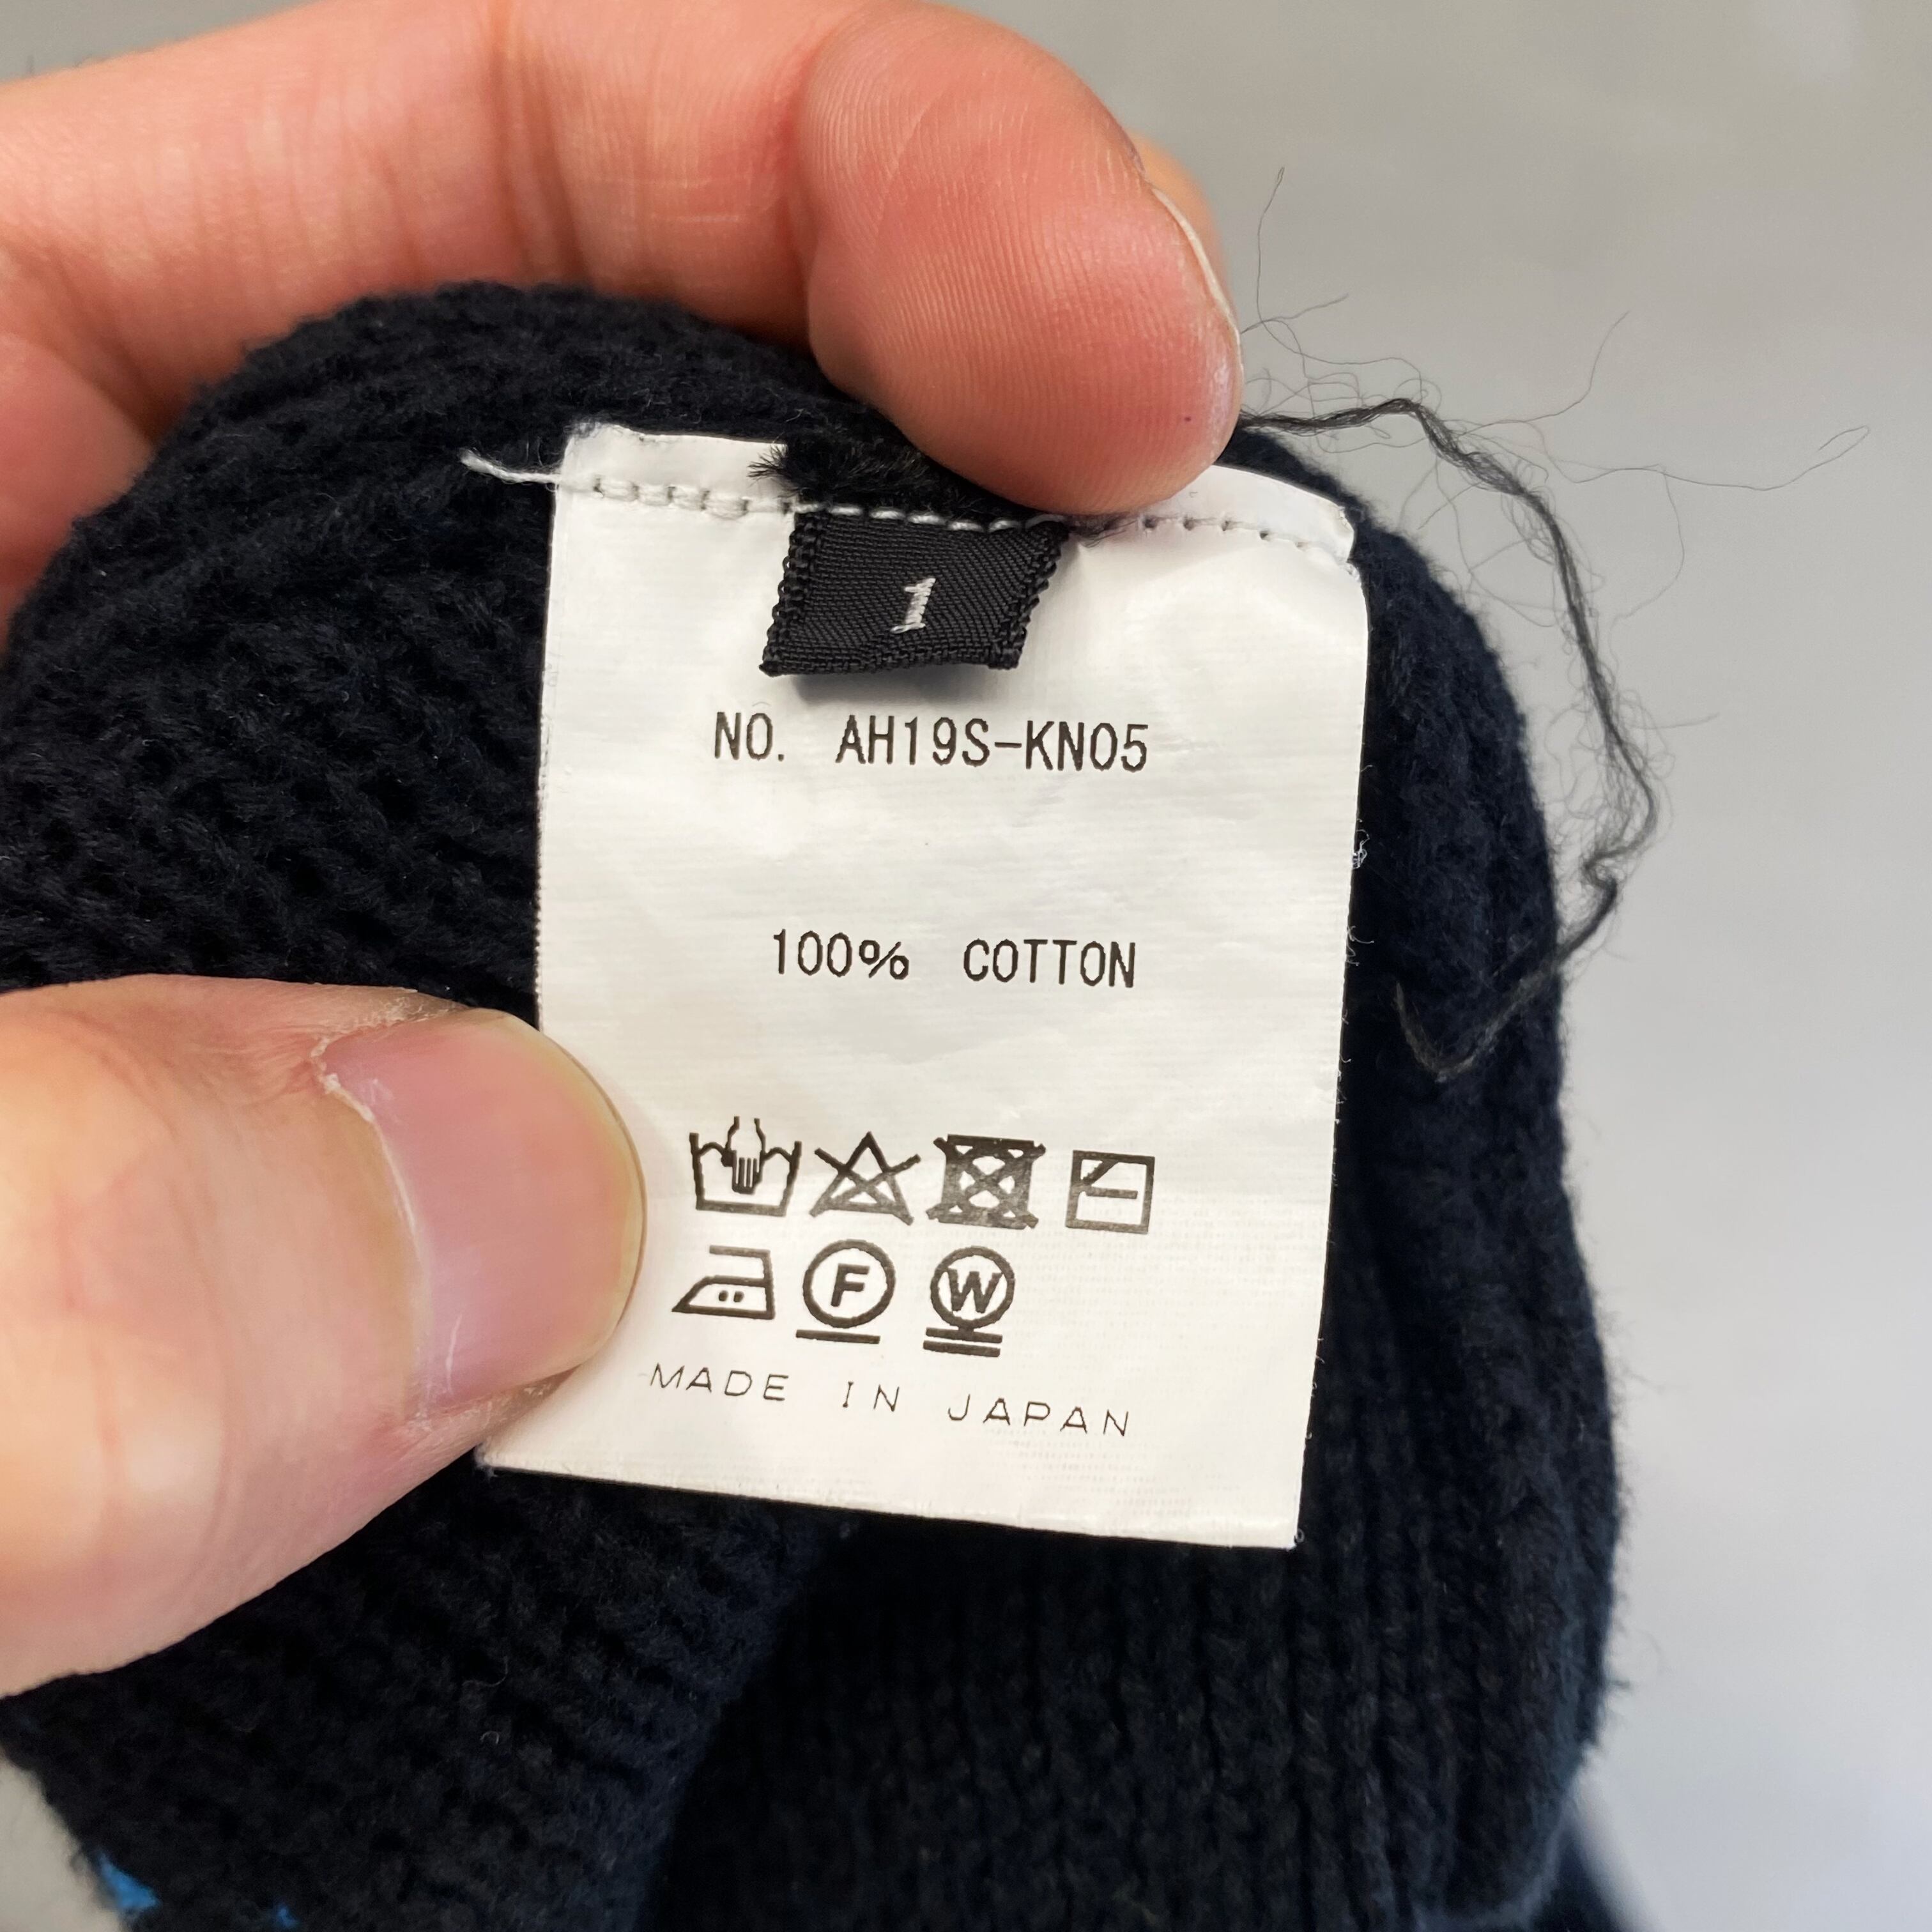 1
NO. AH19S-KN05
100% COTTON
F W
MADE IN JAPAN